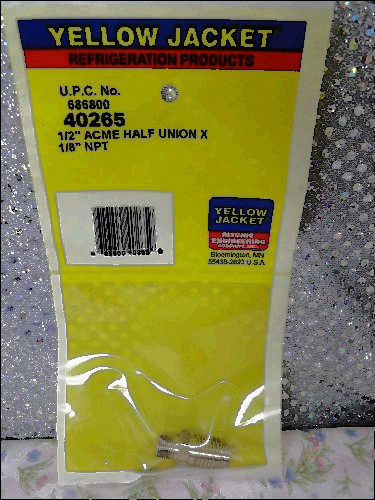 YELLOW JACKET
REFRIGERATION PRODUCTS
U.P.C. No.
686800
40265
1/2" ACME HALF UNION X
1/8" NPT
YELLOW
JACKET
RITCHIE
ENGINEERING
COMPANY, INC.
Bloomington, MN
55438-2623 U.S.A.